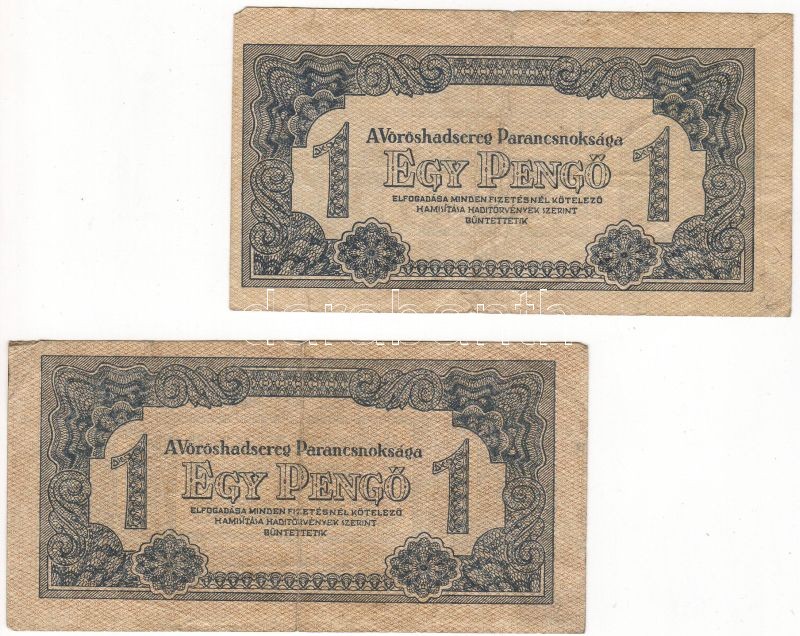 A Vöröshadsereg Parancsnoksága
1 EGY PENGŐ 1
ELFOGADÁSA MINDEN FIZETÉSNÉL KÖTELEZŐ
HAMISÍTÁSA HADITÖRVÉNYEK SZERINT
BÜNTETTETIK
darabanth
A Vöröshadsereg Parancsnoksága
1 EGY PENGŐ 1
ELFOGADÁSA MINDEN FIZETÉSNÉL KÖTELEZŐ
HAMISÍTÁSA HADITÖRVÉNYEK SZERINT
BÜNTETTETIK